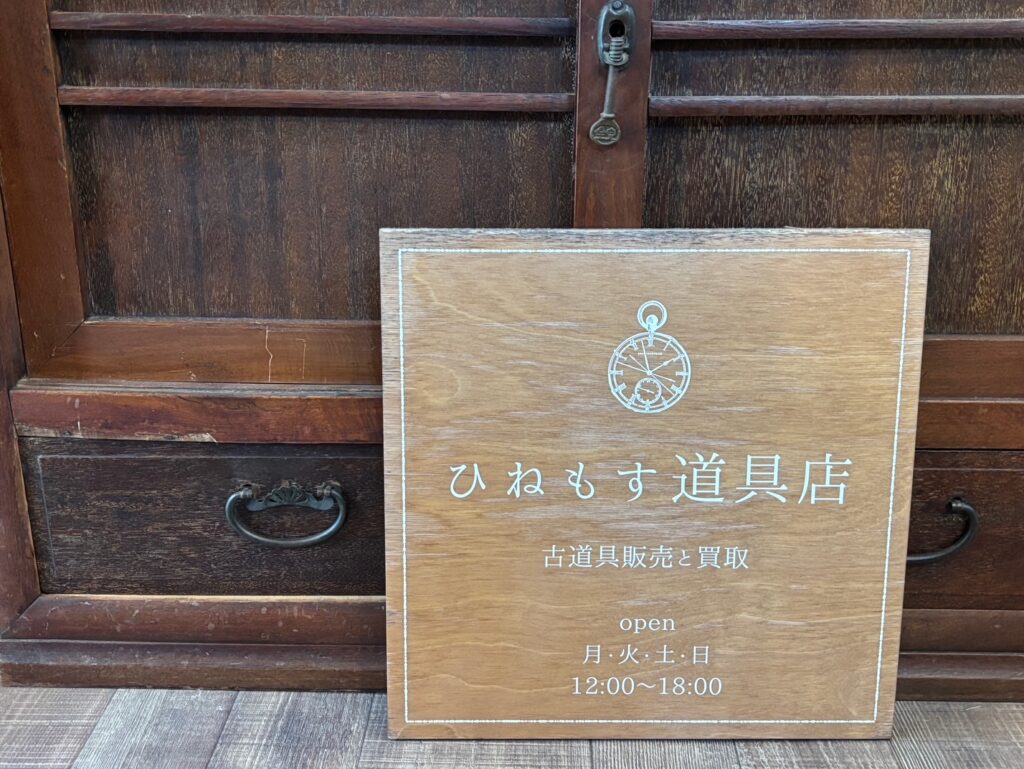 ひねもす道具店
古道具販売と買取
open
月・火・土・日
12:00〜18:00